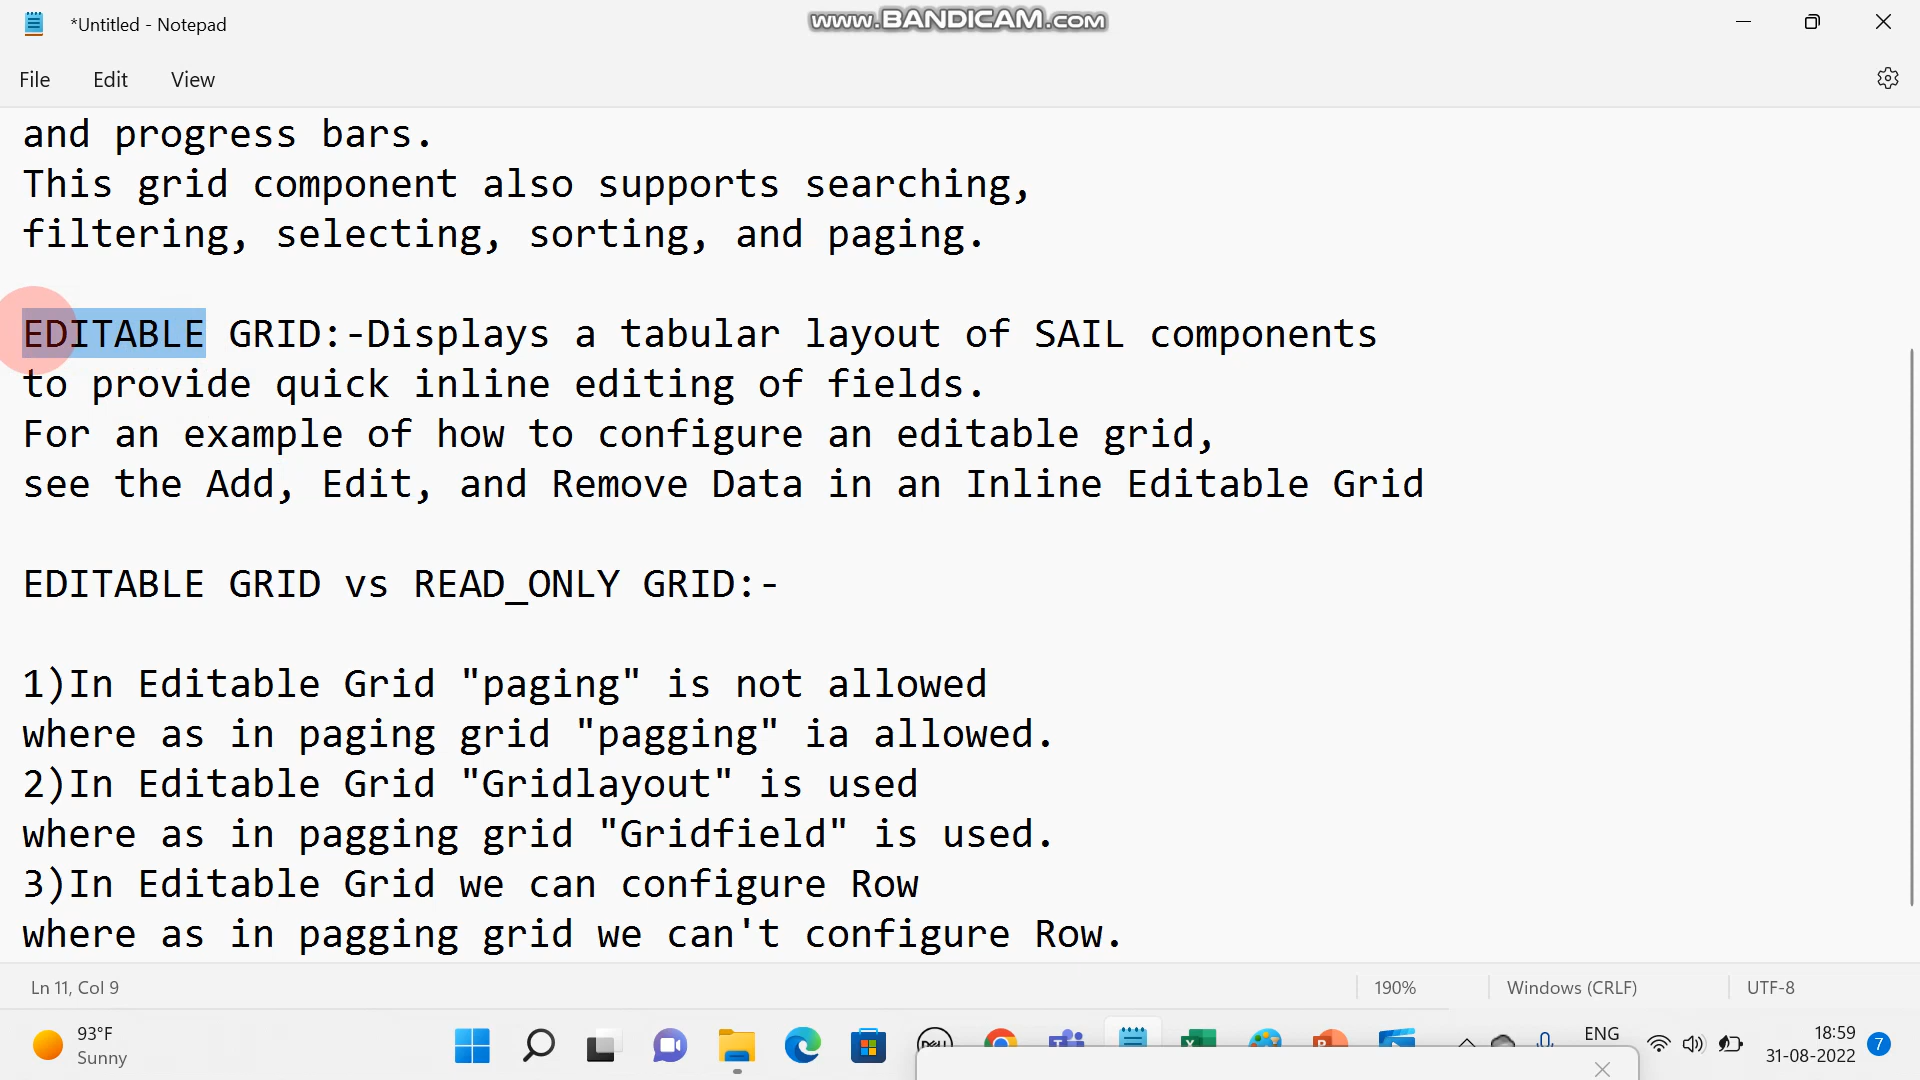 *Untitled - Notepad
www.BANDICAM.com
File Edit View
and progress bars.
This grid component also supports searching,
filtering, selecting, sorting, and paging.
EDITABLE GRID:-Displays a tabular layout of SAIL components
to provide quick inline editing of fields.
For an example of how to configure an editable grid,
see the Add, Edit, and Remove Data in an Inline Editable Grid
EDITABLE GRID vs READ_ONLY GRID:-
1)In Editable Grid "paging" is not allowed
where as in paging grid "pagging" ia allowed.
2)In Editable Grid "Gridlayout" is used
where as in pagging grid "Gridfield" is used.
3)In Editable Grid we can configure Row
where as in pagging grid we can't configure Row.
Ln 11, Col 9 190% Windows (CRLF) UTF-8
93°F
Sunny
DELL
ENG
18:59
31-08-2022
7